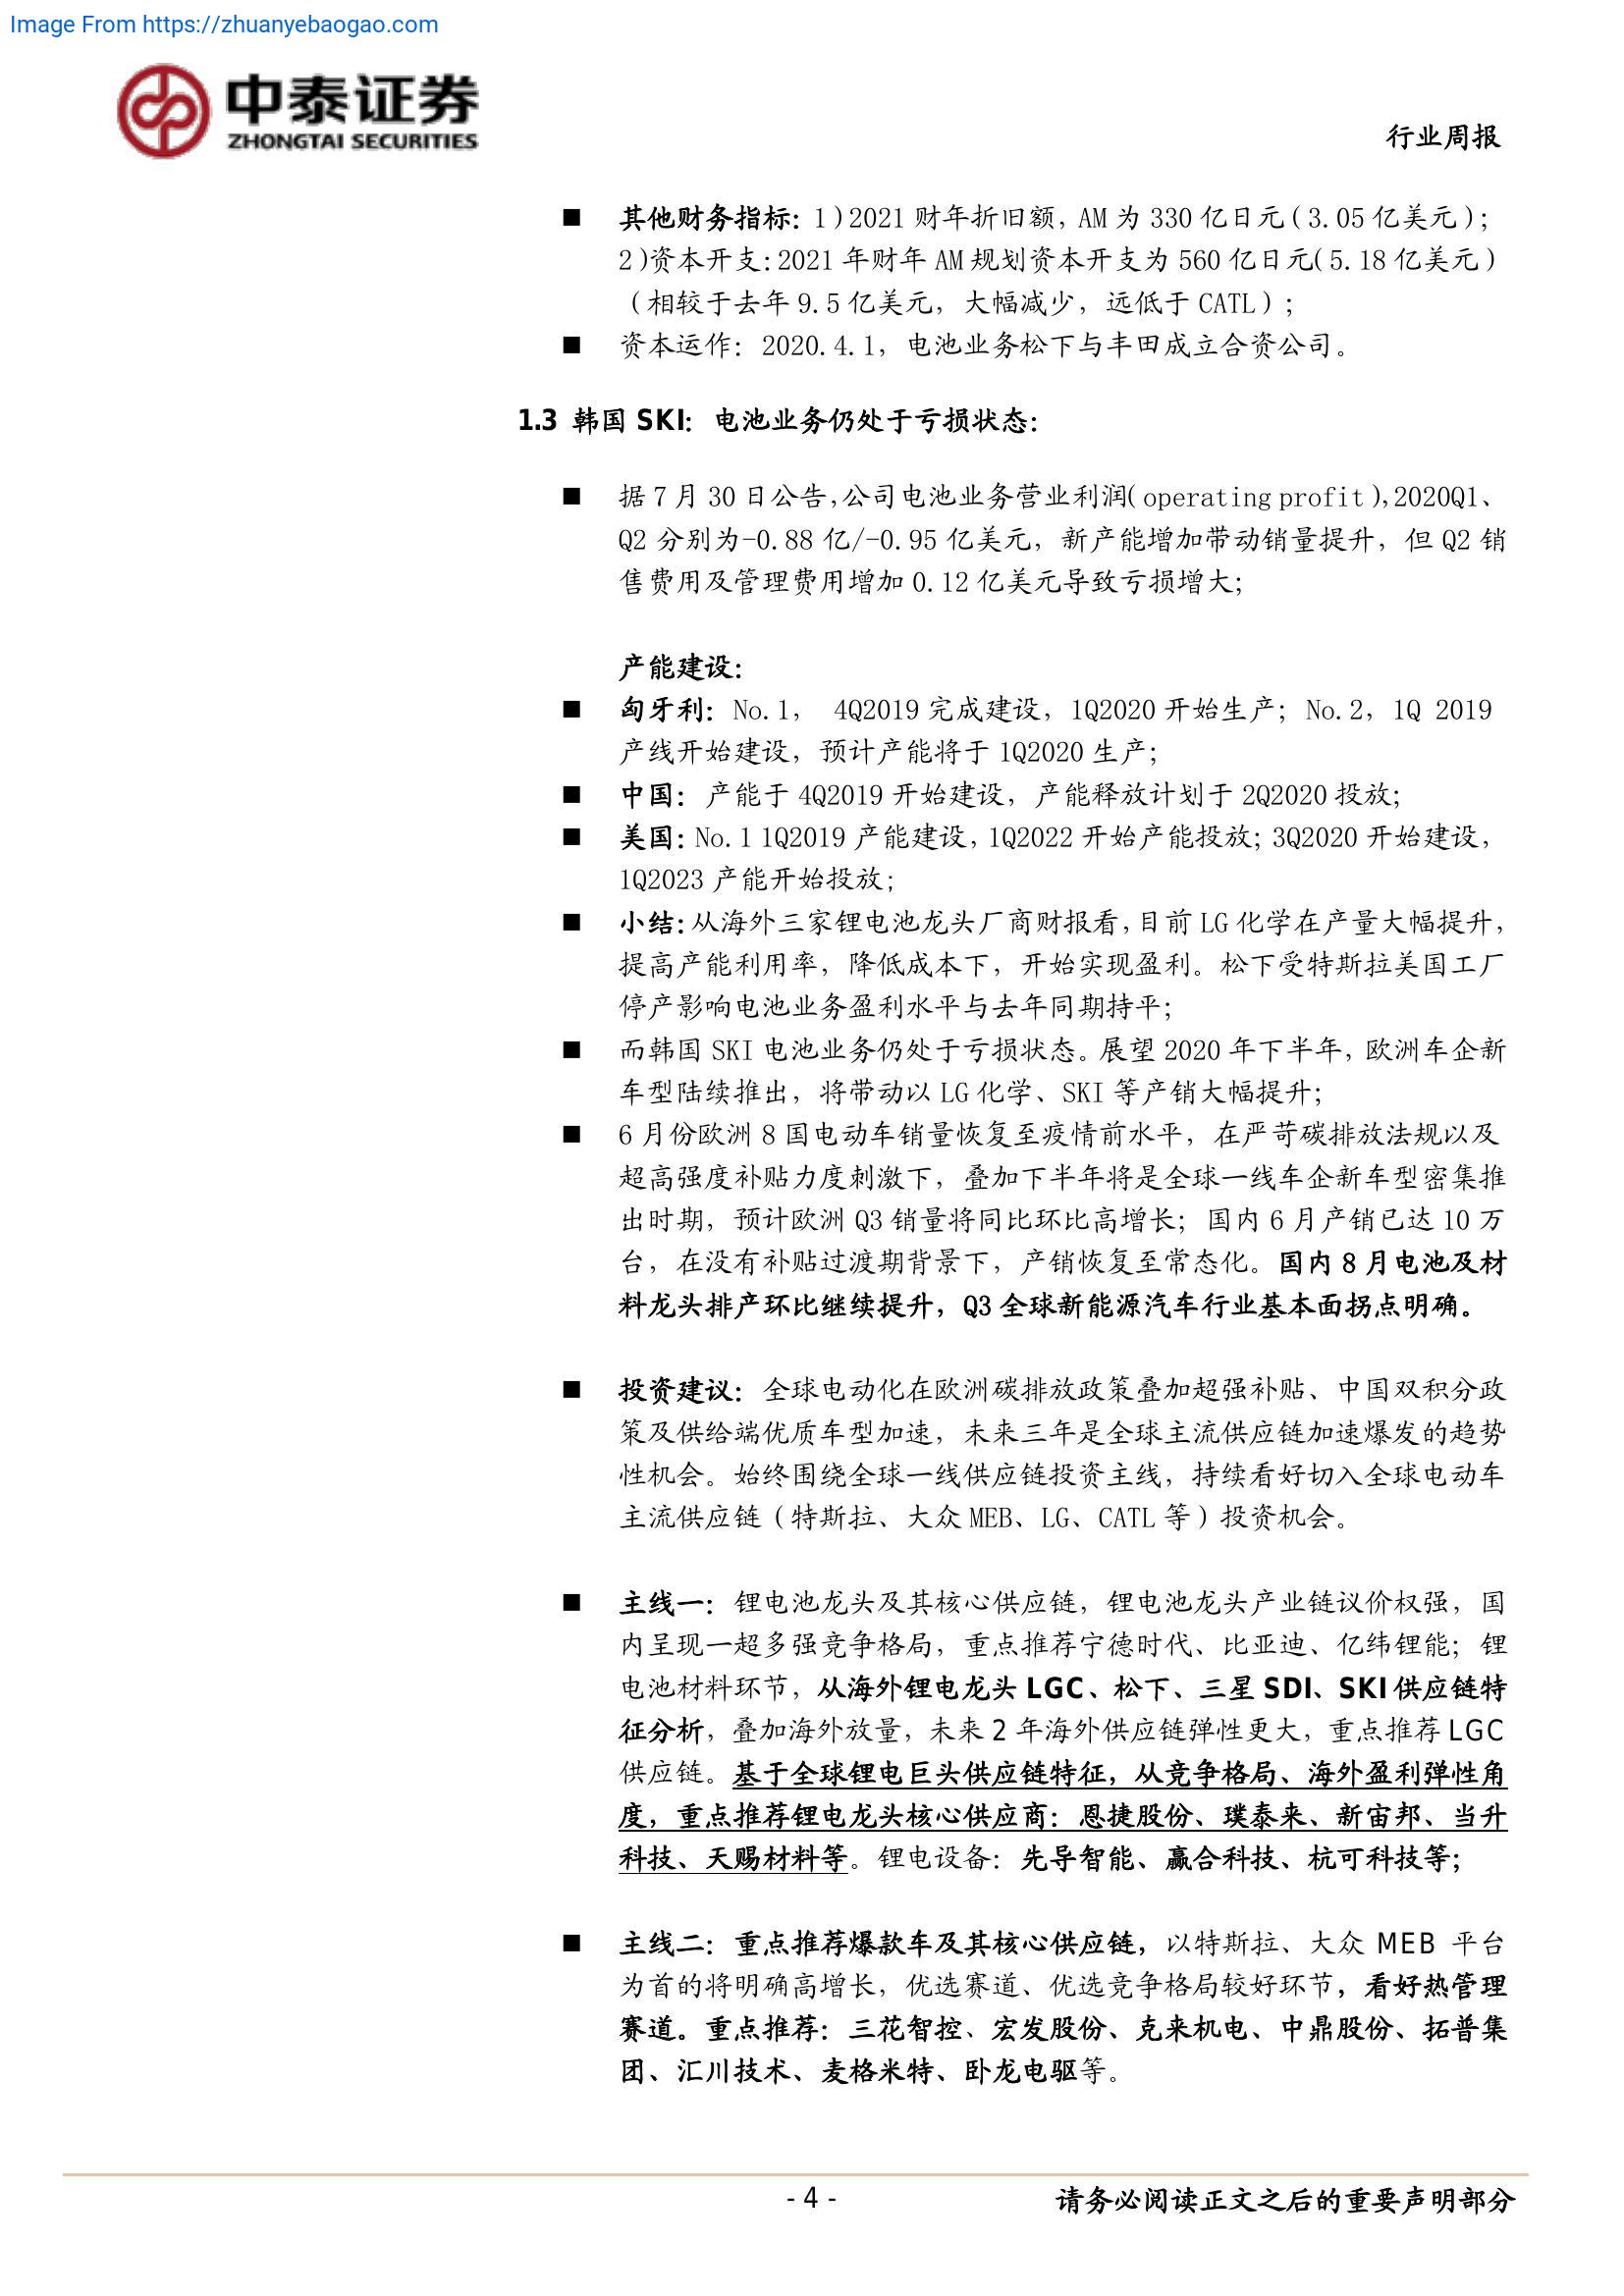 Image From https://zhuanyebaogao.com
中泰证券
ZHONGTAI SECURITIES
行业周报
■ 其他财务指标：1）2021 财年折旧额，AM 为 330 亿日元（3.05 亿美元）；
2）资本开支：2021 年财年 AM 规划资本开支为 560 亿日元（5.18 亿美元）
（相较于去年 9.5 亿美元，大幅减少，远低于 CATL）；
■ 资本运作：2020.4.1，电池业务松下与丰田成立合资公司。
1.3 韩国 SKI：电池业务仍处于亏损状态：
■ 据 7 月 30 日公告，公司电池业务营业利润（operating profit），2020Q1、
Q2 分别为-0.88 亿/-0.95 亿美元，新产能增加带动销量提升，但 Q2 销
售费用及管理费用增加 0.12 亿美元导致亏损增大；
产能建设：
■ 匈牙利：No.1， 4Q2019 完成建设，1Q2020 开始生产；No.2，1Q 2019
产线开始建设，预计产能将于 1Q2020 生产；
■ 中国：产能于 4Q2019 开始建设，产能释放计划于 2Q2020 投放；
■ 美国：No.1 1Q2019 产能建设，1Q2022 开始产能投放；3Q2020 开始建设，
1Q2023 产能开始投放；
■ 小结：从海外三家锂电池龙头厂商财报看，目前 LG 化学在产量大幅提升，
提高产能利用率，降低成本下，开始实现盈利。松下受特斯拉美国工厂
停产影响电池业务盈利水平与去年同期持平；
■ 而韩国 SKI 电池业务仍处于亏损状态。展望 2020 年下半年，欧洲车企新
车型陆续推出，将带动以 LG 化学、SKI 等产销大幅提升；
■ 6 月份欧洲 8 国电动车销量恢复至疫情前水平，在严苛碳排放法规以及
超高强度补贴力度刺激下，叠加下半年将是全球一线车企新车型密集推
出时期，预计欧洲 Q3 销量将同比环比高增长；国内 6 月产销已达 10 万
台，在没有补贴过渡期背景下，产销恢复至常态化。国内 8 月电池及材
料龙头排产环比继续提升，Q3 全球新能源汽车行业基本面拐点明确。
■ 投资建议：全球电动化在欧洲碳排放政策叠加超强补贴、中国双积分政
策及供给端优质车型加速，未来三年是全球主流供应链加速爆发的趋势
性机会。始终围绕全球一线供应链投资主线，持续看好切入全球电动车
主流供应链（特斯拉、大众 MEB、LG、CATL 等）投资机会。
■ 主线一：锂电池龙头及其核心供应链，锂电池龙头产业链议价权强，国
内呈现一超多强竞争格局，重点推荐宁德时代、比亚迪、亿纬锂能；锂
电池材料环节，从海外锂电龙头 LGC、松下、三星 SDI、SKI 供应链特
征分析，叠加海外放量，未来 2 年海外供应链弹性更大，重点推荐 LGC
供应链。基于全球锂电巨头供应链特征，从竞争格局、海外盈利弹性角
度，重点推荐锂电龙头核心供应商：恩捷股份、璞泰来、新宙邦、当升
科技、天赐材料等。锂电设备：先导智能、赢合科技、杭可科技等；
■ 主线二：重点推荐爆款车及其核心供应链，以特斯拉、大众 MEB 平台
为首的将明确高增长，优选赛道、优选竞争格局较好环节，看好热管理
赛道。重点推荐：三花智控、宏发股份、克来机电、中鼎股份、拓普集
团、汇川技术、麦格米特、卧龙电驱等。
- 4 -
请务必阅读正文之后的重要声明部分